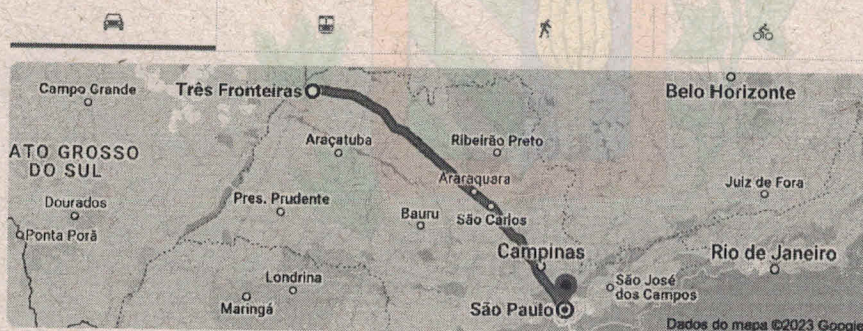 Campo Grande
Três Fronteiras
Belo Horizonte
Araçatuba
Ribeirão Preto
ATO GROSSO
DO SUL
Araraquara
Juiz de Fora
Dourados
Pres. Prudente
Bauru
São Carlos
Ponta Porã
Campinas
Rio de Janeiro
Londrina
São José
dos Campos
Maringá
São Paulo
Dados do mapa ©2023 Google